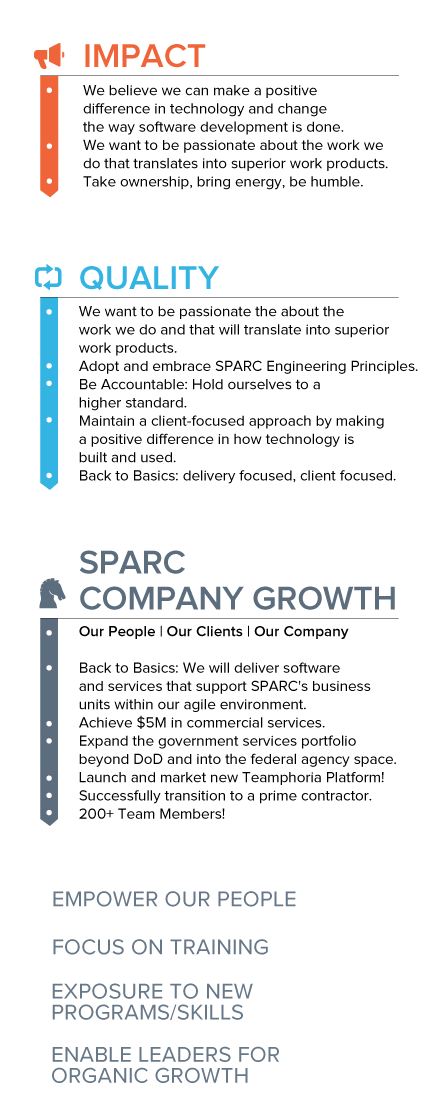 IMPACT
We believe we can make a positive
difference in technology and change
the way software development is done.
We want to be passionate about the work we
do that translates into superior work products.
Take ownership, bring energy, be humble.
QUALITY
We want to be passionate the about the
work we do and that will translate into superior
work products.
Adopt and embrace SPARC Engineering Principles.
Be Accountable: Hold ourselves to a
higher standard.
Maintain a client-focused approach by making
a positive difference in how technology is
built and used.
Back to Basics: delivery focused, client focused.
SPARC
COMPANY GROWTH
Our People | Our Clients | Our Company
Back to Basics: We will deliver software
and services that support SPARC's business
units within our agile environment.
Achieve $5M in commercial services.
Expand the government services portfolio
beyond DoD and into the federal agency space.
Launch and market new Teamphoria Platform!
Successfully transition to a prime contractor.
200+ Team Members!
EMPOWER OUR PEOPLE
FOCUS ON TRAINING
EXPOSURE TO NEW
PROGRAMS/SKILLS
ENABLE LEADERS FOR
ORGANIC GROWTH